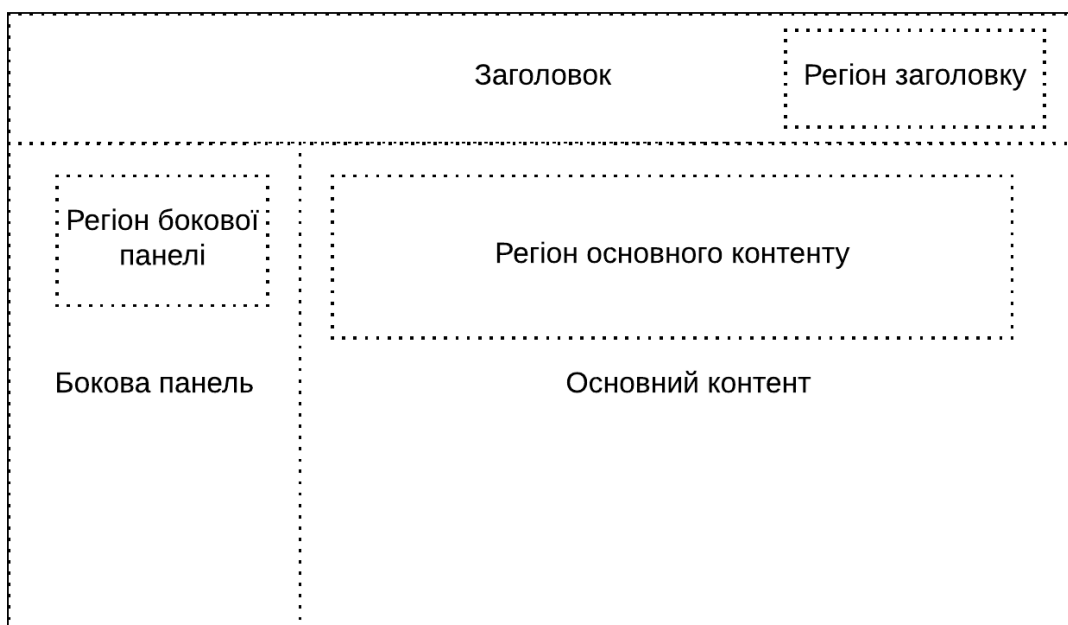 Заголовок
Регіон заголовку
Регіон бокової
панелі
Регіон основного контенту
Бокова панель
Основний контент